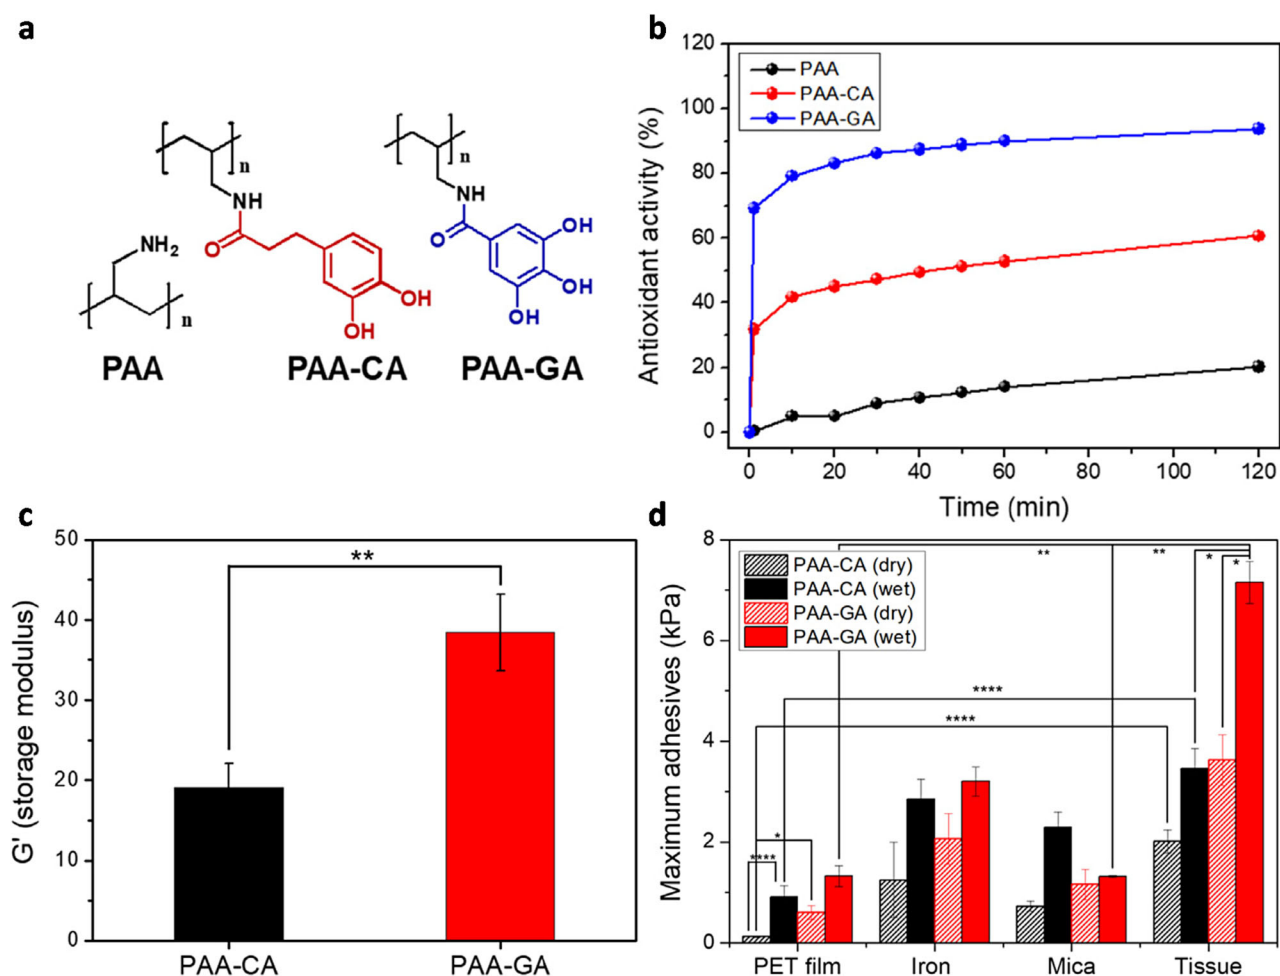 a
[ ]n
NH
O
OH
OH
[ ]n
NH
O
OH
OH
OH
NH2
[ ]n
PAA
PAA-CA
PAA-GA
b
Antioxidant activity (%)
120
100
80
60
40
20
0
PAA
PAA-CA
PAA-GA
0
20
40
60
80
100
120
Time (min)
c
G' (storage modulus)
50
40
30
20
10
0
**
PAA-CA
PAA-GA
d
Maximum adhesives (kPa)
8
6
4
2
0
PAA-CA (dry)
PAA-CA (wet)
PAA-GA (dry)
PAA-GA (wet)
**
**
*
*
****
****
*
****
PET film
Iron
Mica
Tissue